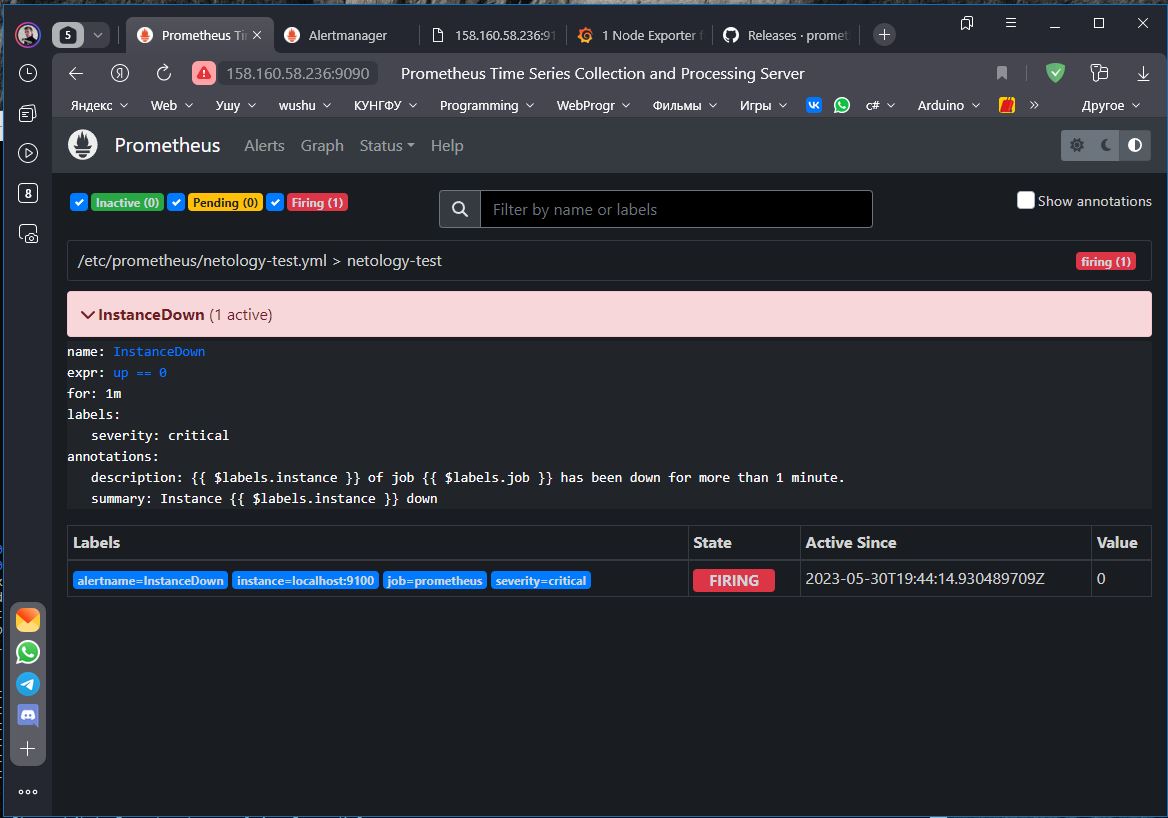 5 Prometheus Ti Alertmanager 158.160.58.236:91 1 Node Exporter f Releases · promet
158.160.58.236:9090 Prometheus Time Series Collection and Processing Server
Яндекс Web Ушу wushu КУНГФУ Programming WebProgr Фильмы Игры c# Arduino » Другое
Prometheus Alerts Graph Status Help
8
Inactive (0) Pending (0) Firing (1) Filter by name or labels Show annotations
/etc/prometheus/netology-test.yml > netology-test firing (1)
InstanceDown (1 active)
name: InstanceDown
expr: up == 0
for: 1m
labels:
severity: critical
annotations:
description: {{ $labels.instance }} of job {{ $labels.job }} has been down for more than 1 minute.
summary: Instance {{ $labels.instance }} down
Labels State Active Since Value
alertname=InstanceDown instance=localhost:9100 job=prometheus severity=critical FIRING 2023-05-30T19:44:14.930489709Z 0